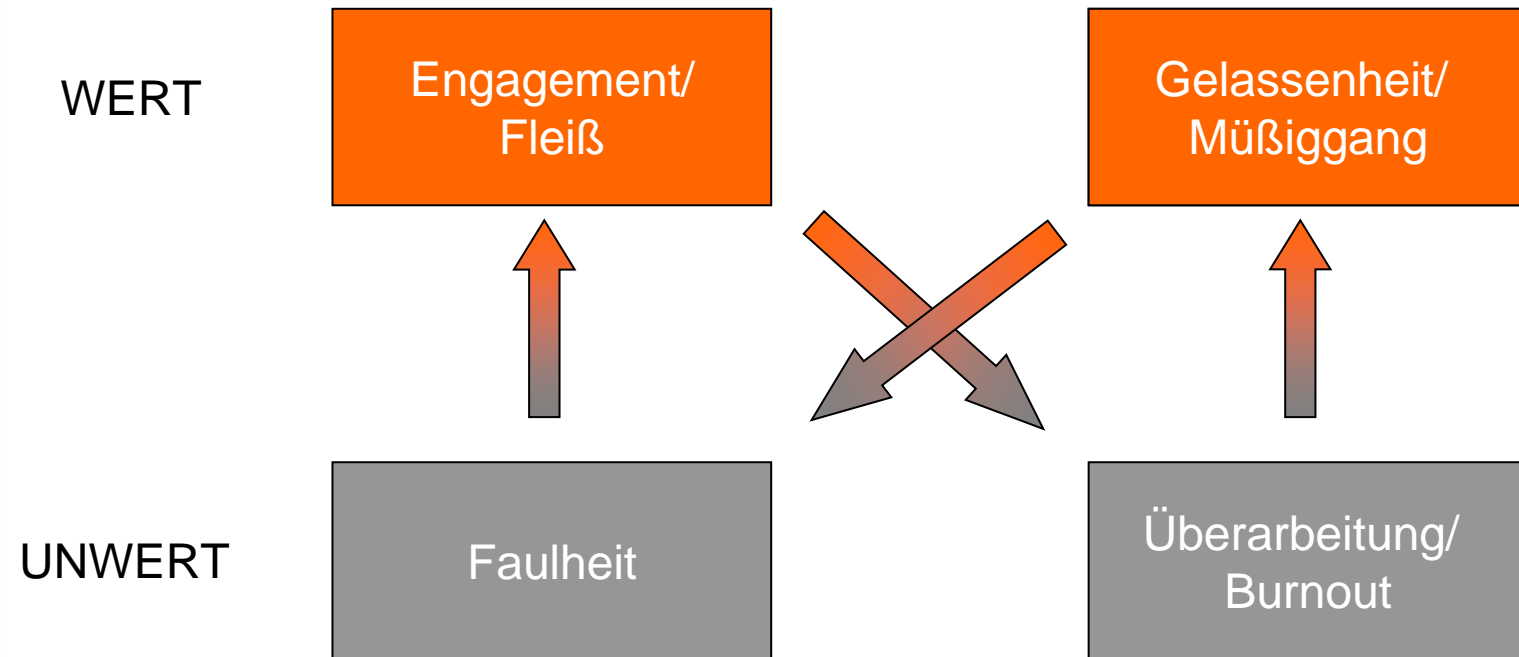 WERT
Engagement/
Fleiß
Gelassenheit/
Müßiggang
UNWERT
Faulheit
Überarbeitung/
Burnout